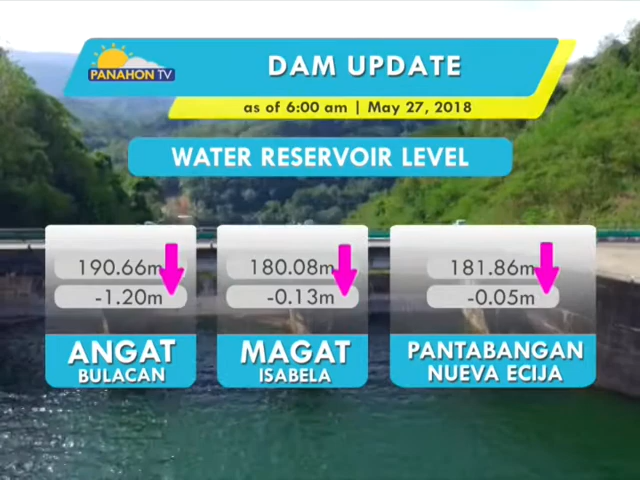 PANAHON TV
DAM UPDATE
as of 6:00 am | May 27, 2018
WATER RESERVOIR LEVEL
190.66m
-1.20m
ANGAT
BULACAN
180.08m
-0.13m
MAGAT
ISABELA
181.86m
-0.05m
PANTABANGAN
NUEVA ECIJA